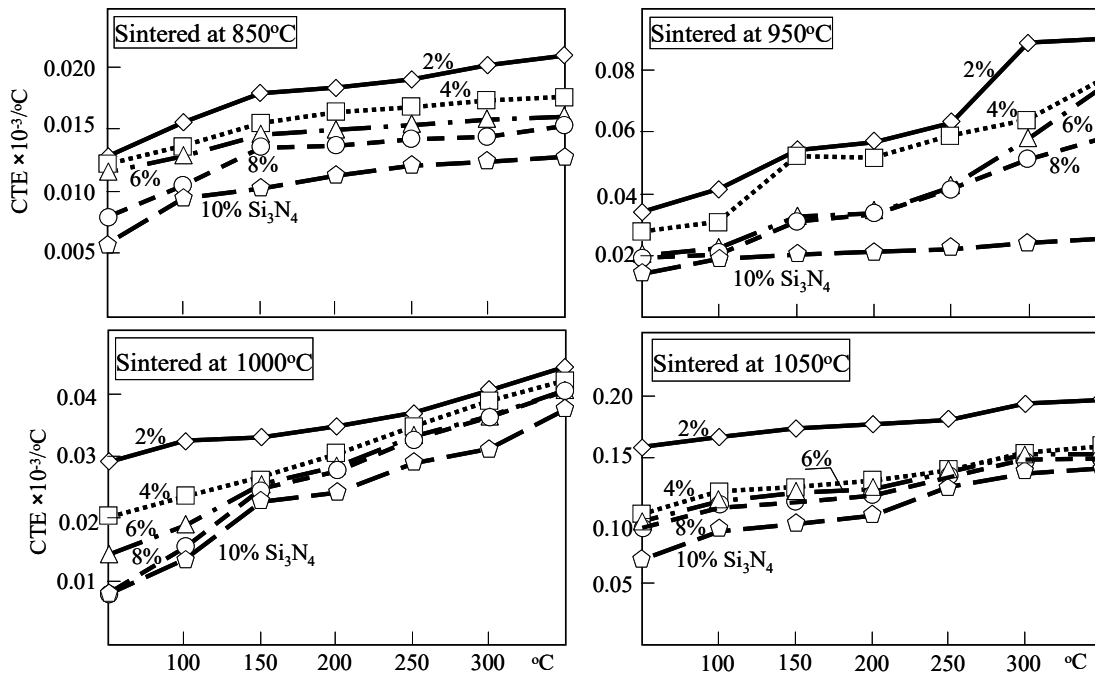 Sintered at 850°C
CTE ×10⁻³/°C
0.020
0.015
0.010
0.005
2%
4%
6%
8%
10% Si₃N₄
Sintered at 950°C
0.08
0.06
0.04
0.02
2%
4%
6%
8%
10% Si₃N₄
Sintered at 1000°C
CTE ×10⁻³/°C
0.04
0.03
0.02
0.01
2%
4%
6%
8%
10% Si₃N₄
100 150 200 250 300 °C
Sintered at 1050°C
0.20
0.15
0.10
0.05
2%
6%
4%
8%
10% Si₃N₄
100 150 200 250 300 °C